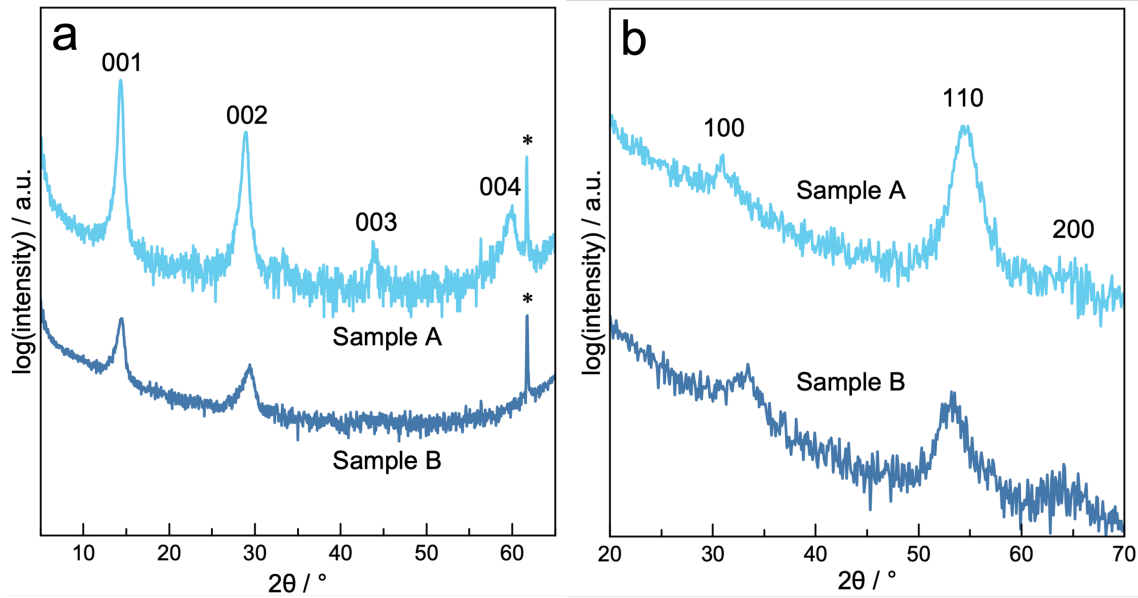 a
001
002
003
004
*
Sample A
*
Sample B
log(intensity) / a.u.
10 20 30 40 50 60
2θ / °
b
100
110
200
Sample A
Sample B
log(intensity) / a.u.
20 30 40 50 60 70
2θ / °